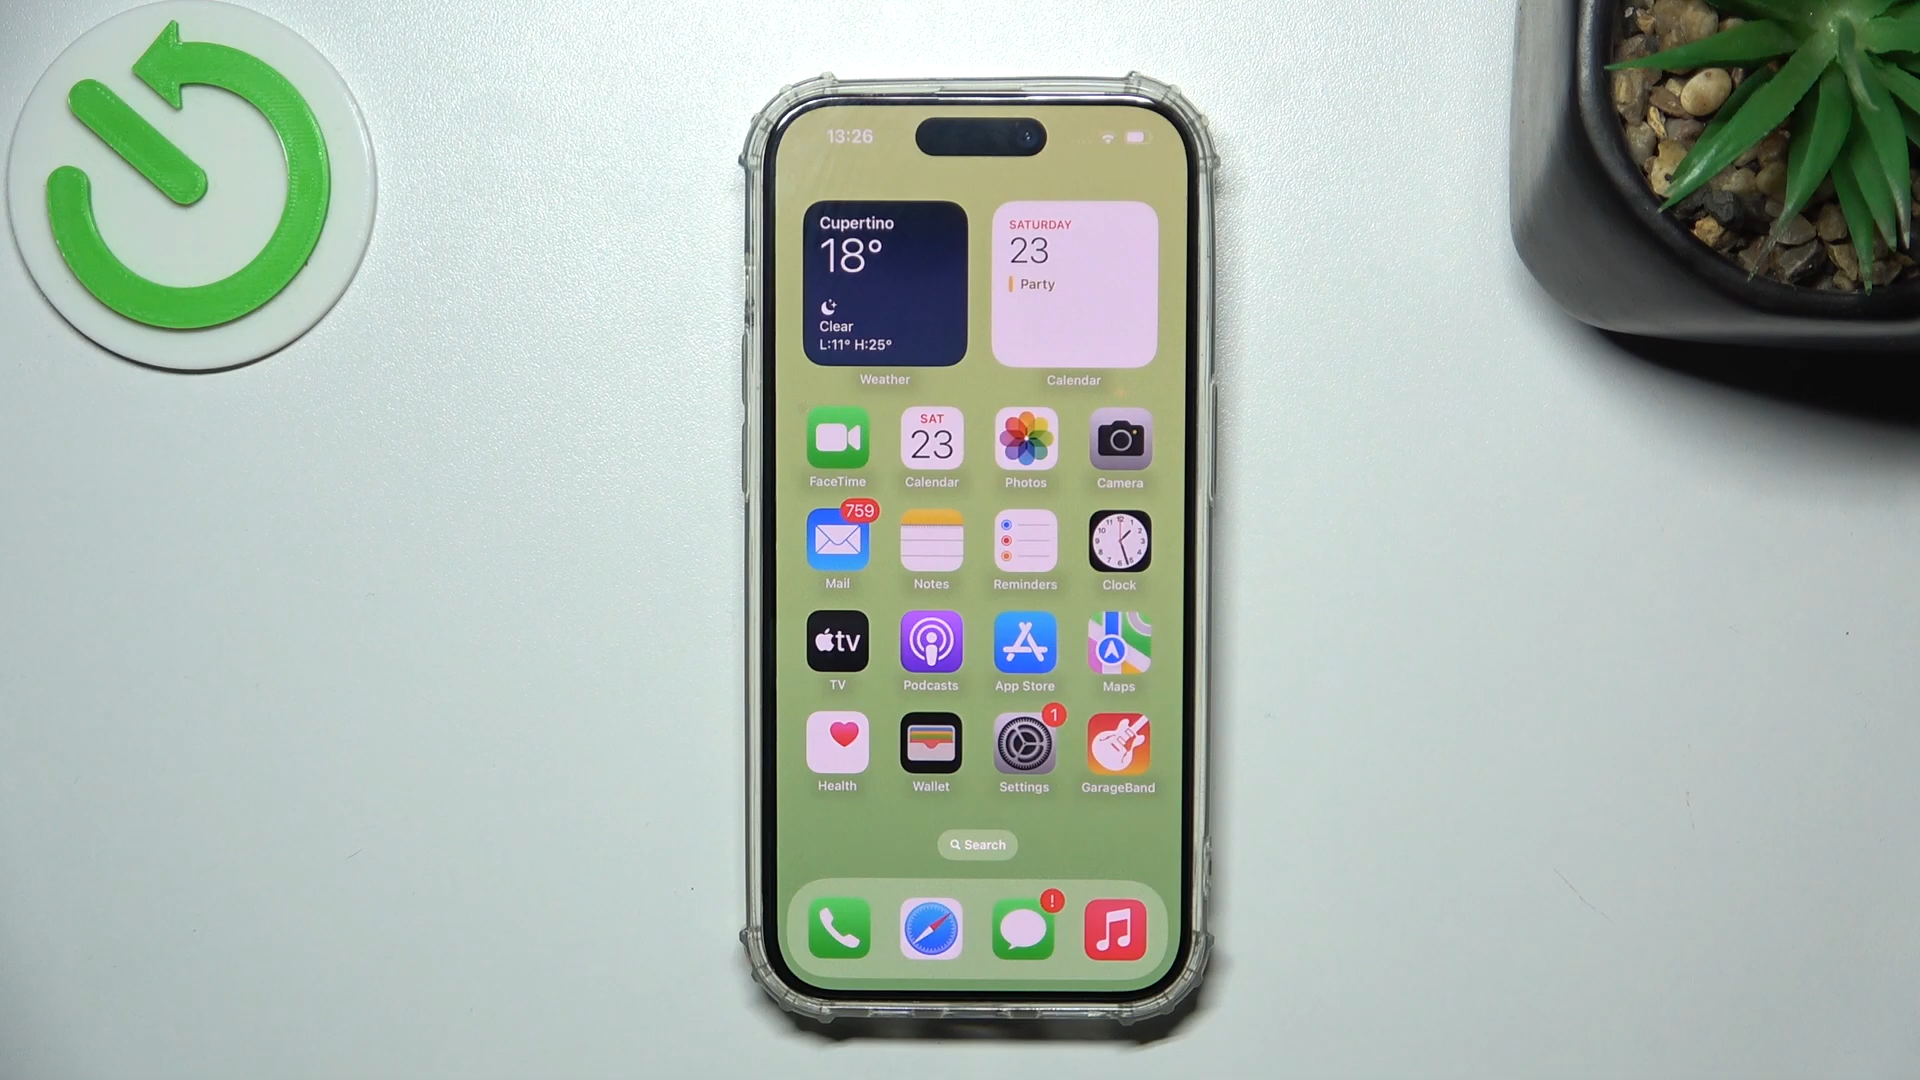 13:26
Cupertino
18°
Clear
L:11° H:25°
Weather
SATURDAY
23
Party
Calendar
SAT
23
FaceTime
Calendar
Photos
Camera
759
Mail
Notes
Reminders
Clock
tv
TV
Podcasts
App Store
Maps
1
Health
Wallet
Settings
GarageBand
Search
!